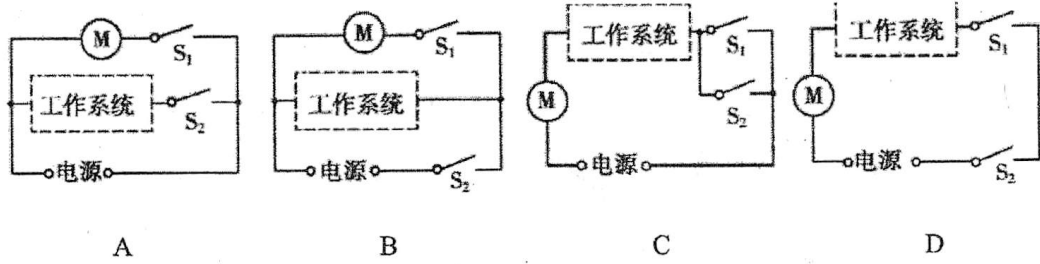 M S₁
工作系统 S₂
电源
A
M S₁
工作系统
电源 S₂
B
工作系统 S₁
M S₂
电源
C
工作系统 S₁
M
电源 S₂
D